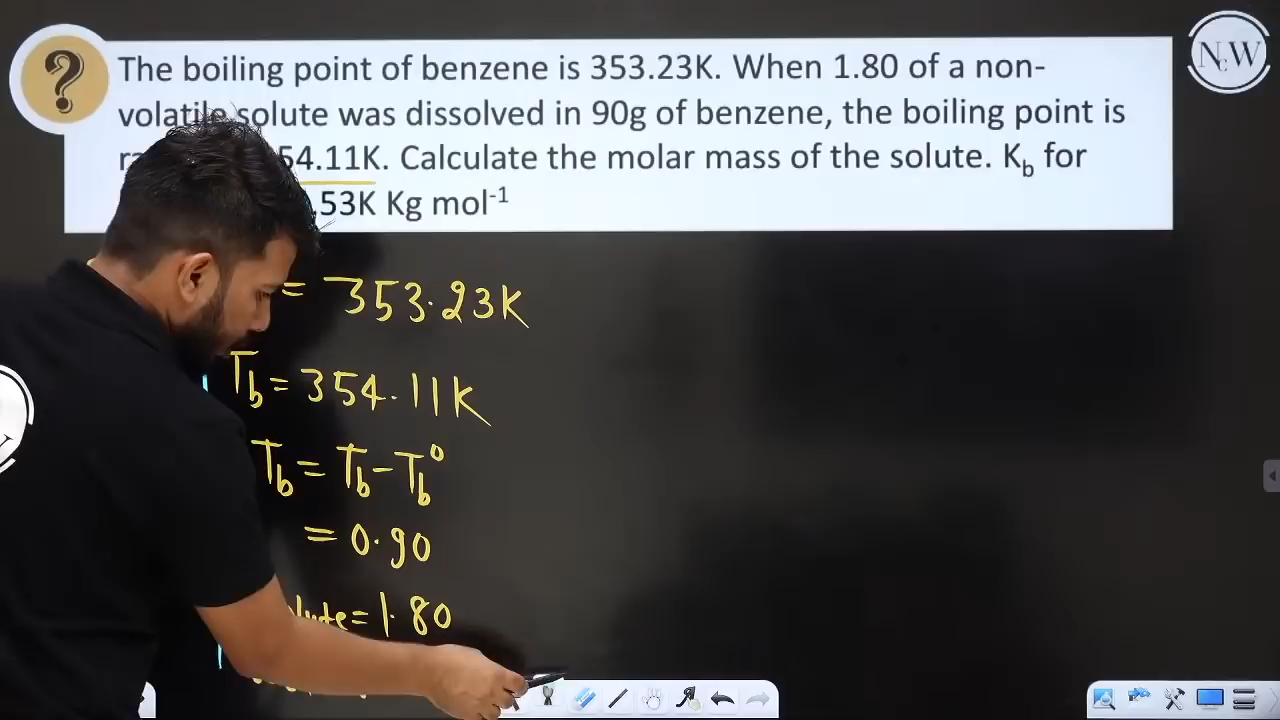 NcW
The boiling point of benzene is 353.23K. When 1.80 of a non-
volatile solute was dissolved in 90g of benzene, the boiling point is
54.11K. Calculate the molar mass of the solute. Kb for
.53K Kg mol-1
= 353.23K
Tb = 354.11K
Tb = Tb - Tb°
= 0.90
lute = 1.80